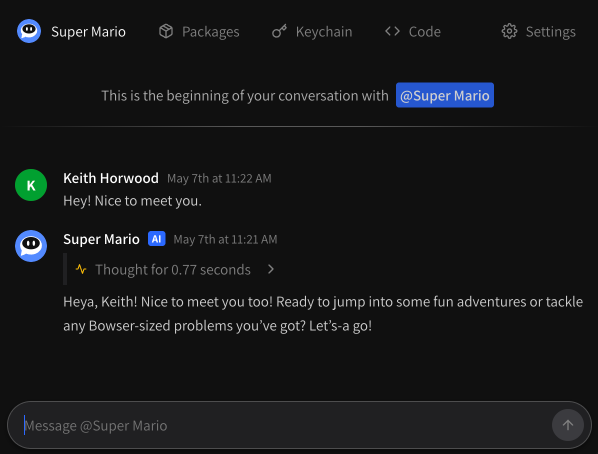 Super Mario Packages Keychain Code Settings
This is the beginning of your conversation with @Super Mario
K Keith Horwood May 7th at 11:22 AM
Hey! Nice to meet you.
Super Mario AI May 7th at 11:21 AM
Thought for 0.77 seconds
Heya, Keith! Nice to meet you too! Ready to jump into some fun adventures or tackle
any Bowser-sized problems you’ve got? Let’s-a go!
Message @Super Mario